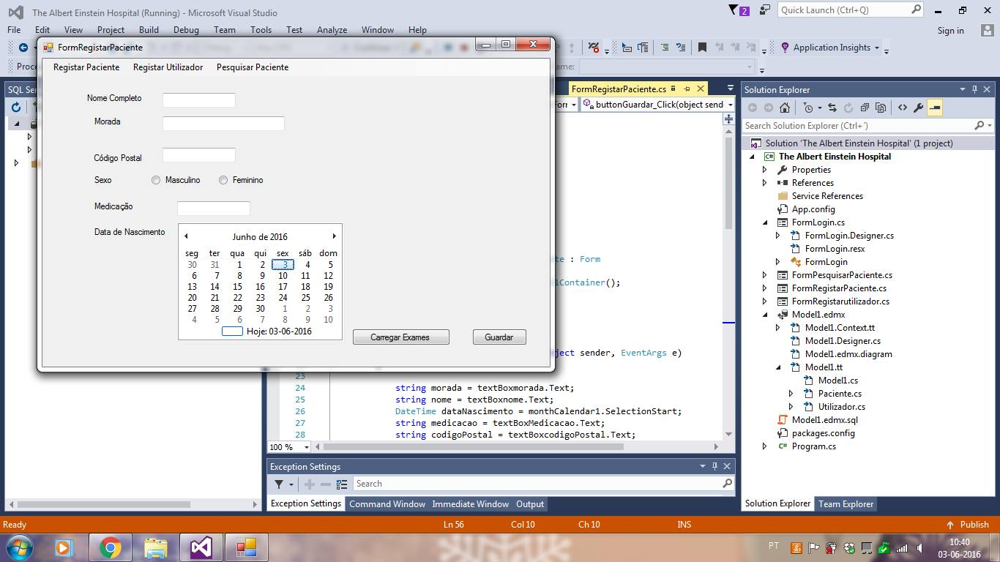 The Albert Einstein Hospital (Running) - Microsoft Visual Studio
2
Quick Launch (Ctrl+Q)
File Edit View Project Build Debug Team Tools Test Analyze Window Help
Sign in
Application Insights
FormRegistarPaciente
Registar Paciente Registar Utilizador Pesquisar Paciente
Nome Completo
Morada
Código Postal
Sexo Masculino Feminino
Medicação
Data de Nascimento
Junho de 2016
seg ter qua qui sex sáb dom
30 31 1 2 3 4 5
6 7 8 9 10 11 12
13 14 15 16 17 18 19
20 21 22 23 24 25 26
27 28 29 30 1 2 3
4 5 6 7 8 9 10
Hoje: 03-06-2016
Carregar Exames Guardar
FormRegistarPaciente.cs
buttonGuardar_Click(object send
: Form
lContainer();
ject sender, EventArgs e)
23
24 string morada = textBoxmorada.Text;
25 string nome = textBoxnome.Text;
26 DateTime dataNascimento = monthCalendar1.SelectionStart;
27 string medicacao = textBoxMedicacao.Text;
28 string codigoPostal = textBoxcodigoPostal.Text;
100 %
Exception Settings
Search
Exception Settings Command Window Immediate Window Output
Solution Explorer
Search Solution Explorer (Ctrl+´)
Solution 'The Albert Einstein Hospital' (1 project)
The Albert Einstein Hospital
Properties
References
Service References
App.config
FormLogin.cs
FormLogin.Designer.cs
FormLogin.resx
FormLogin
FormPesquisarPaciente.cs
FormRegistarPaciente.cs
FormRegistarutilizador.cs
Model1.edmx
Model1.Context.tt
Model1.Designer.cs
Model1.edmx.diagram
Model1.tt
Model1.cs
Paciente.cs
Utilizador.cs
Model1.edmx.sql
packages.config
Program.cs
Solution Explorer Team Explorer
Ready Ln 56 Col 10 Ch 10 INS Publish
PT
10:40
03-06-2016